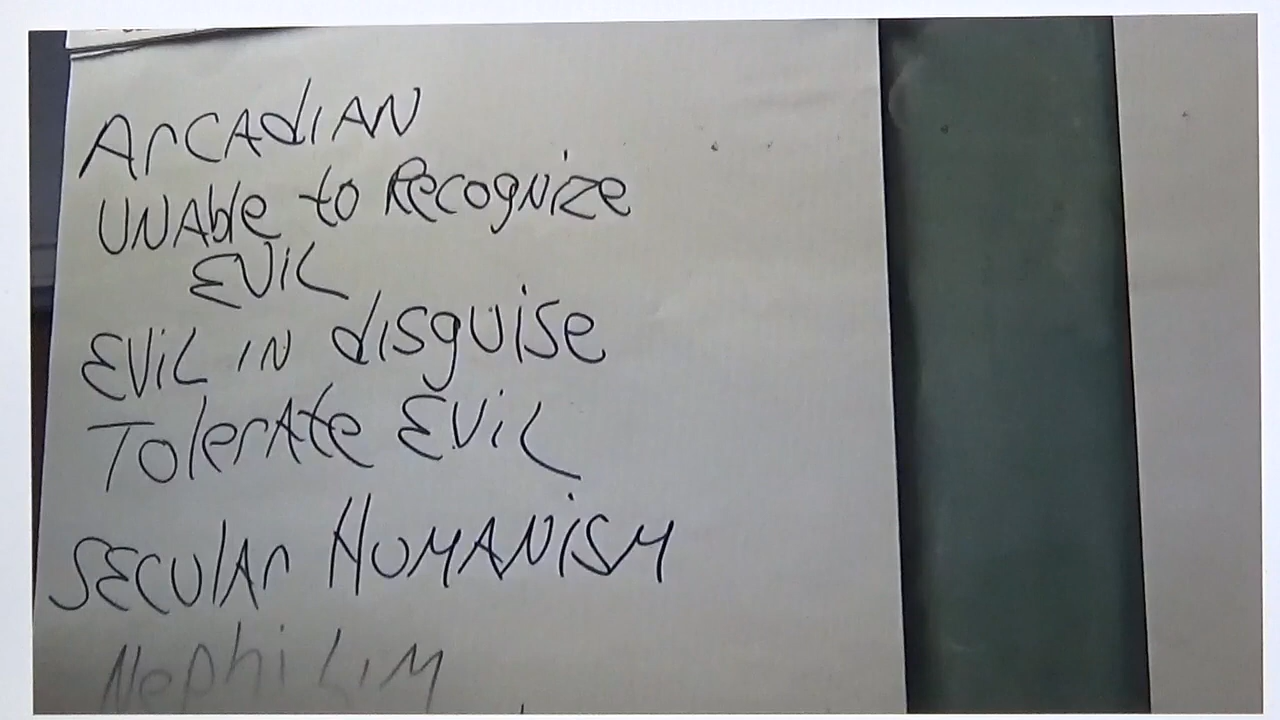 ArCAdiAN
UNAble to Recognize
EViL
EViL iN disguise
TolerAte EViL
SECUlAr HUMANiSM
NephiLiM